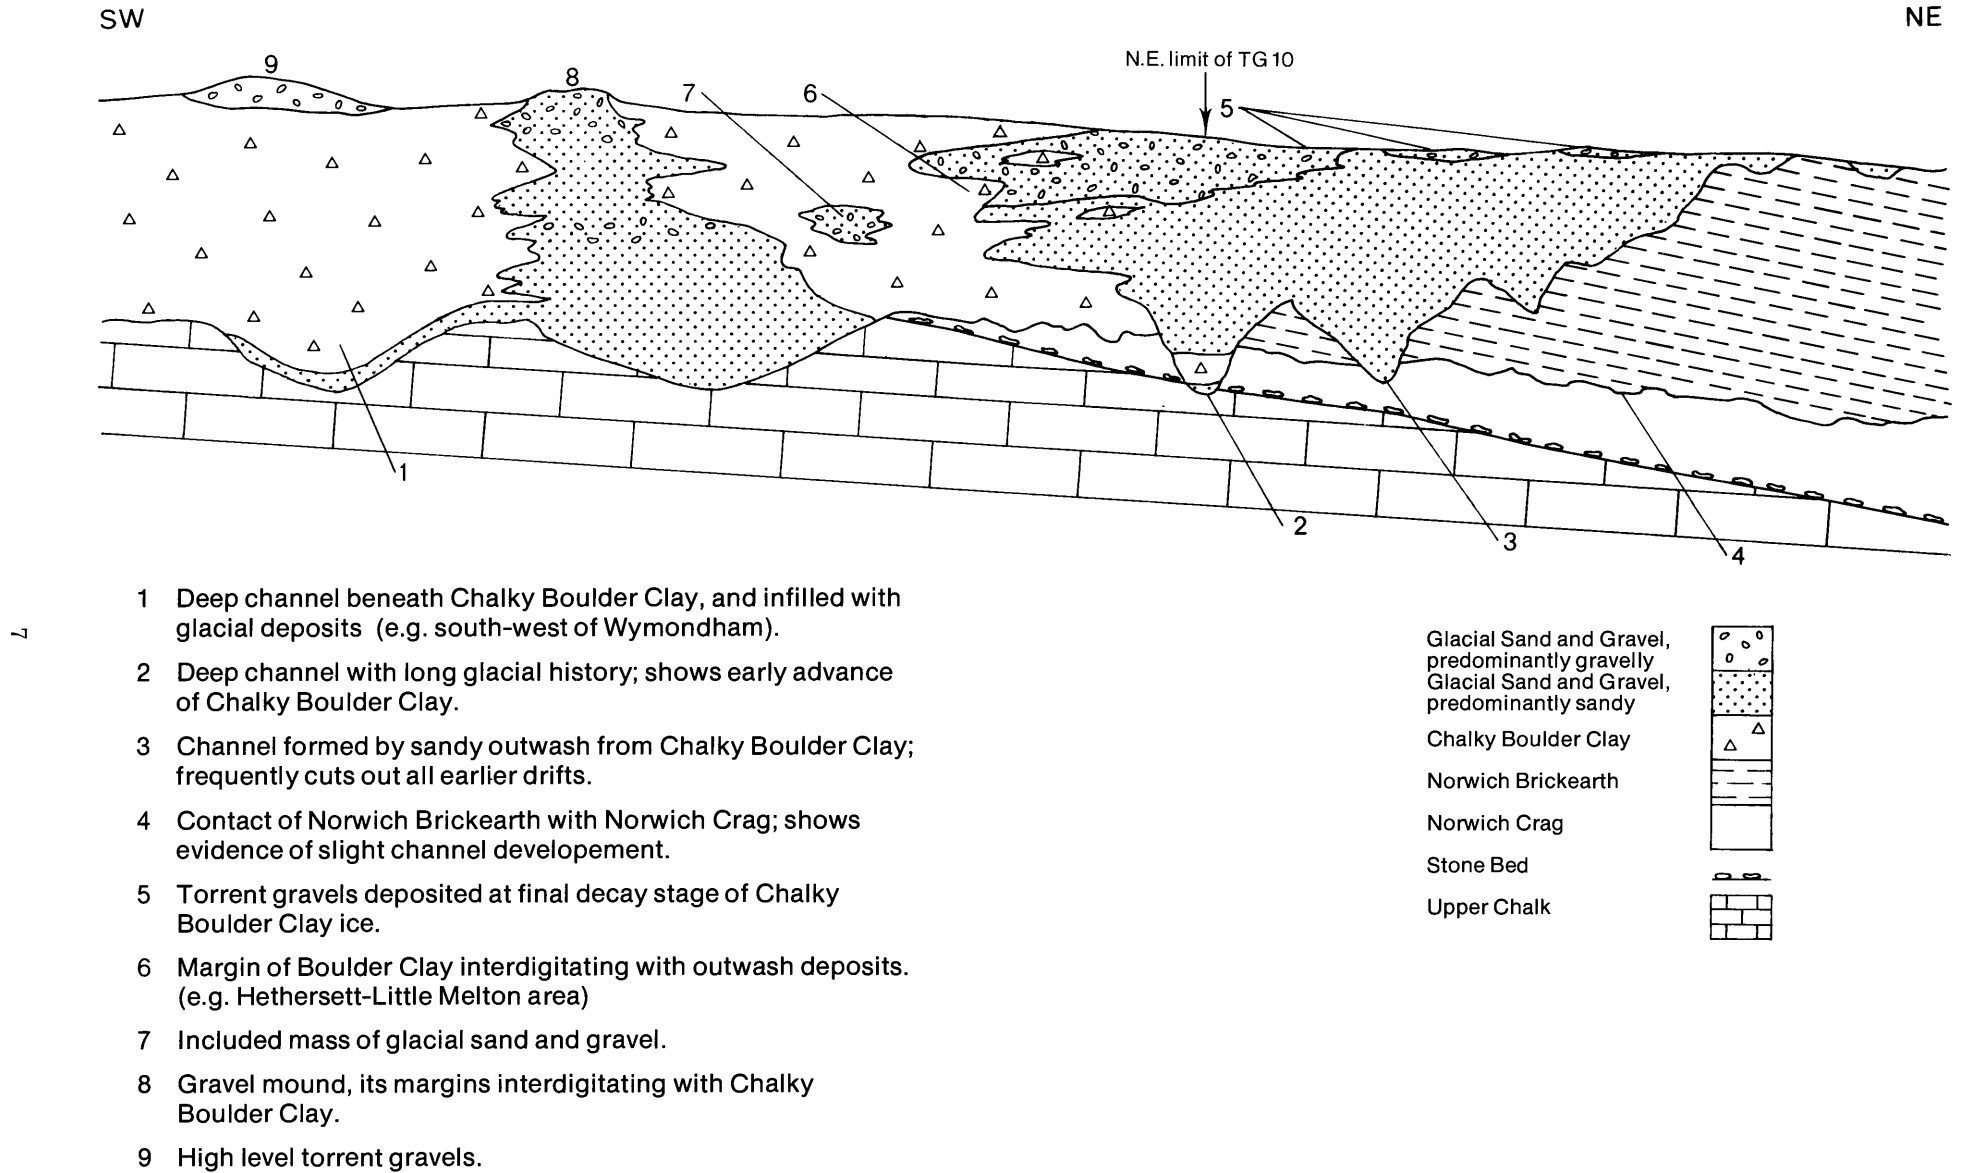 SW
NE
9
8
7
6
N.E. limit of TG 10
5
1
2
3
4
7
1 Deep channel beneath Chalky Boulder Clay, and infilled with
glacial deposits (e.g. south-west of Wymondham).
2 Deep channel with long glacial history; shows early advance
of Chalky Boulder Clay.
3 Channel formed by sandy outwash from Chalky Boulder Clay;
frequently cuts out all earlier drifts.
4 Contact of Norwich Brickearth with Norwich Crag; shows
evidence of slight channel developement.
5 Torrent gravels deposited at final decay stage of Chalky
Boulder Clay ice.
6 Margin of Boulder Clay interdigitating with outwash deposits.
(e.g. Hethersett-Little Melton area)
7 Included mass of glacial sand and gravel.
8 Gravel mound, its margins interdigitating with Chalky
Boulder Clay.
9 High level torrent gravels.
Glacial Sand and Gravel,
predominantly gravelly
Glacial Sand and Gravel,
predominantly sandy
Chalky Boulder Clay
Norwich Brickearth
Norwich Crag
Stone Bed
Upper Chalk